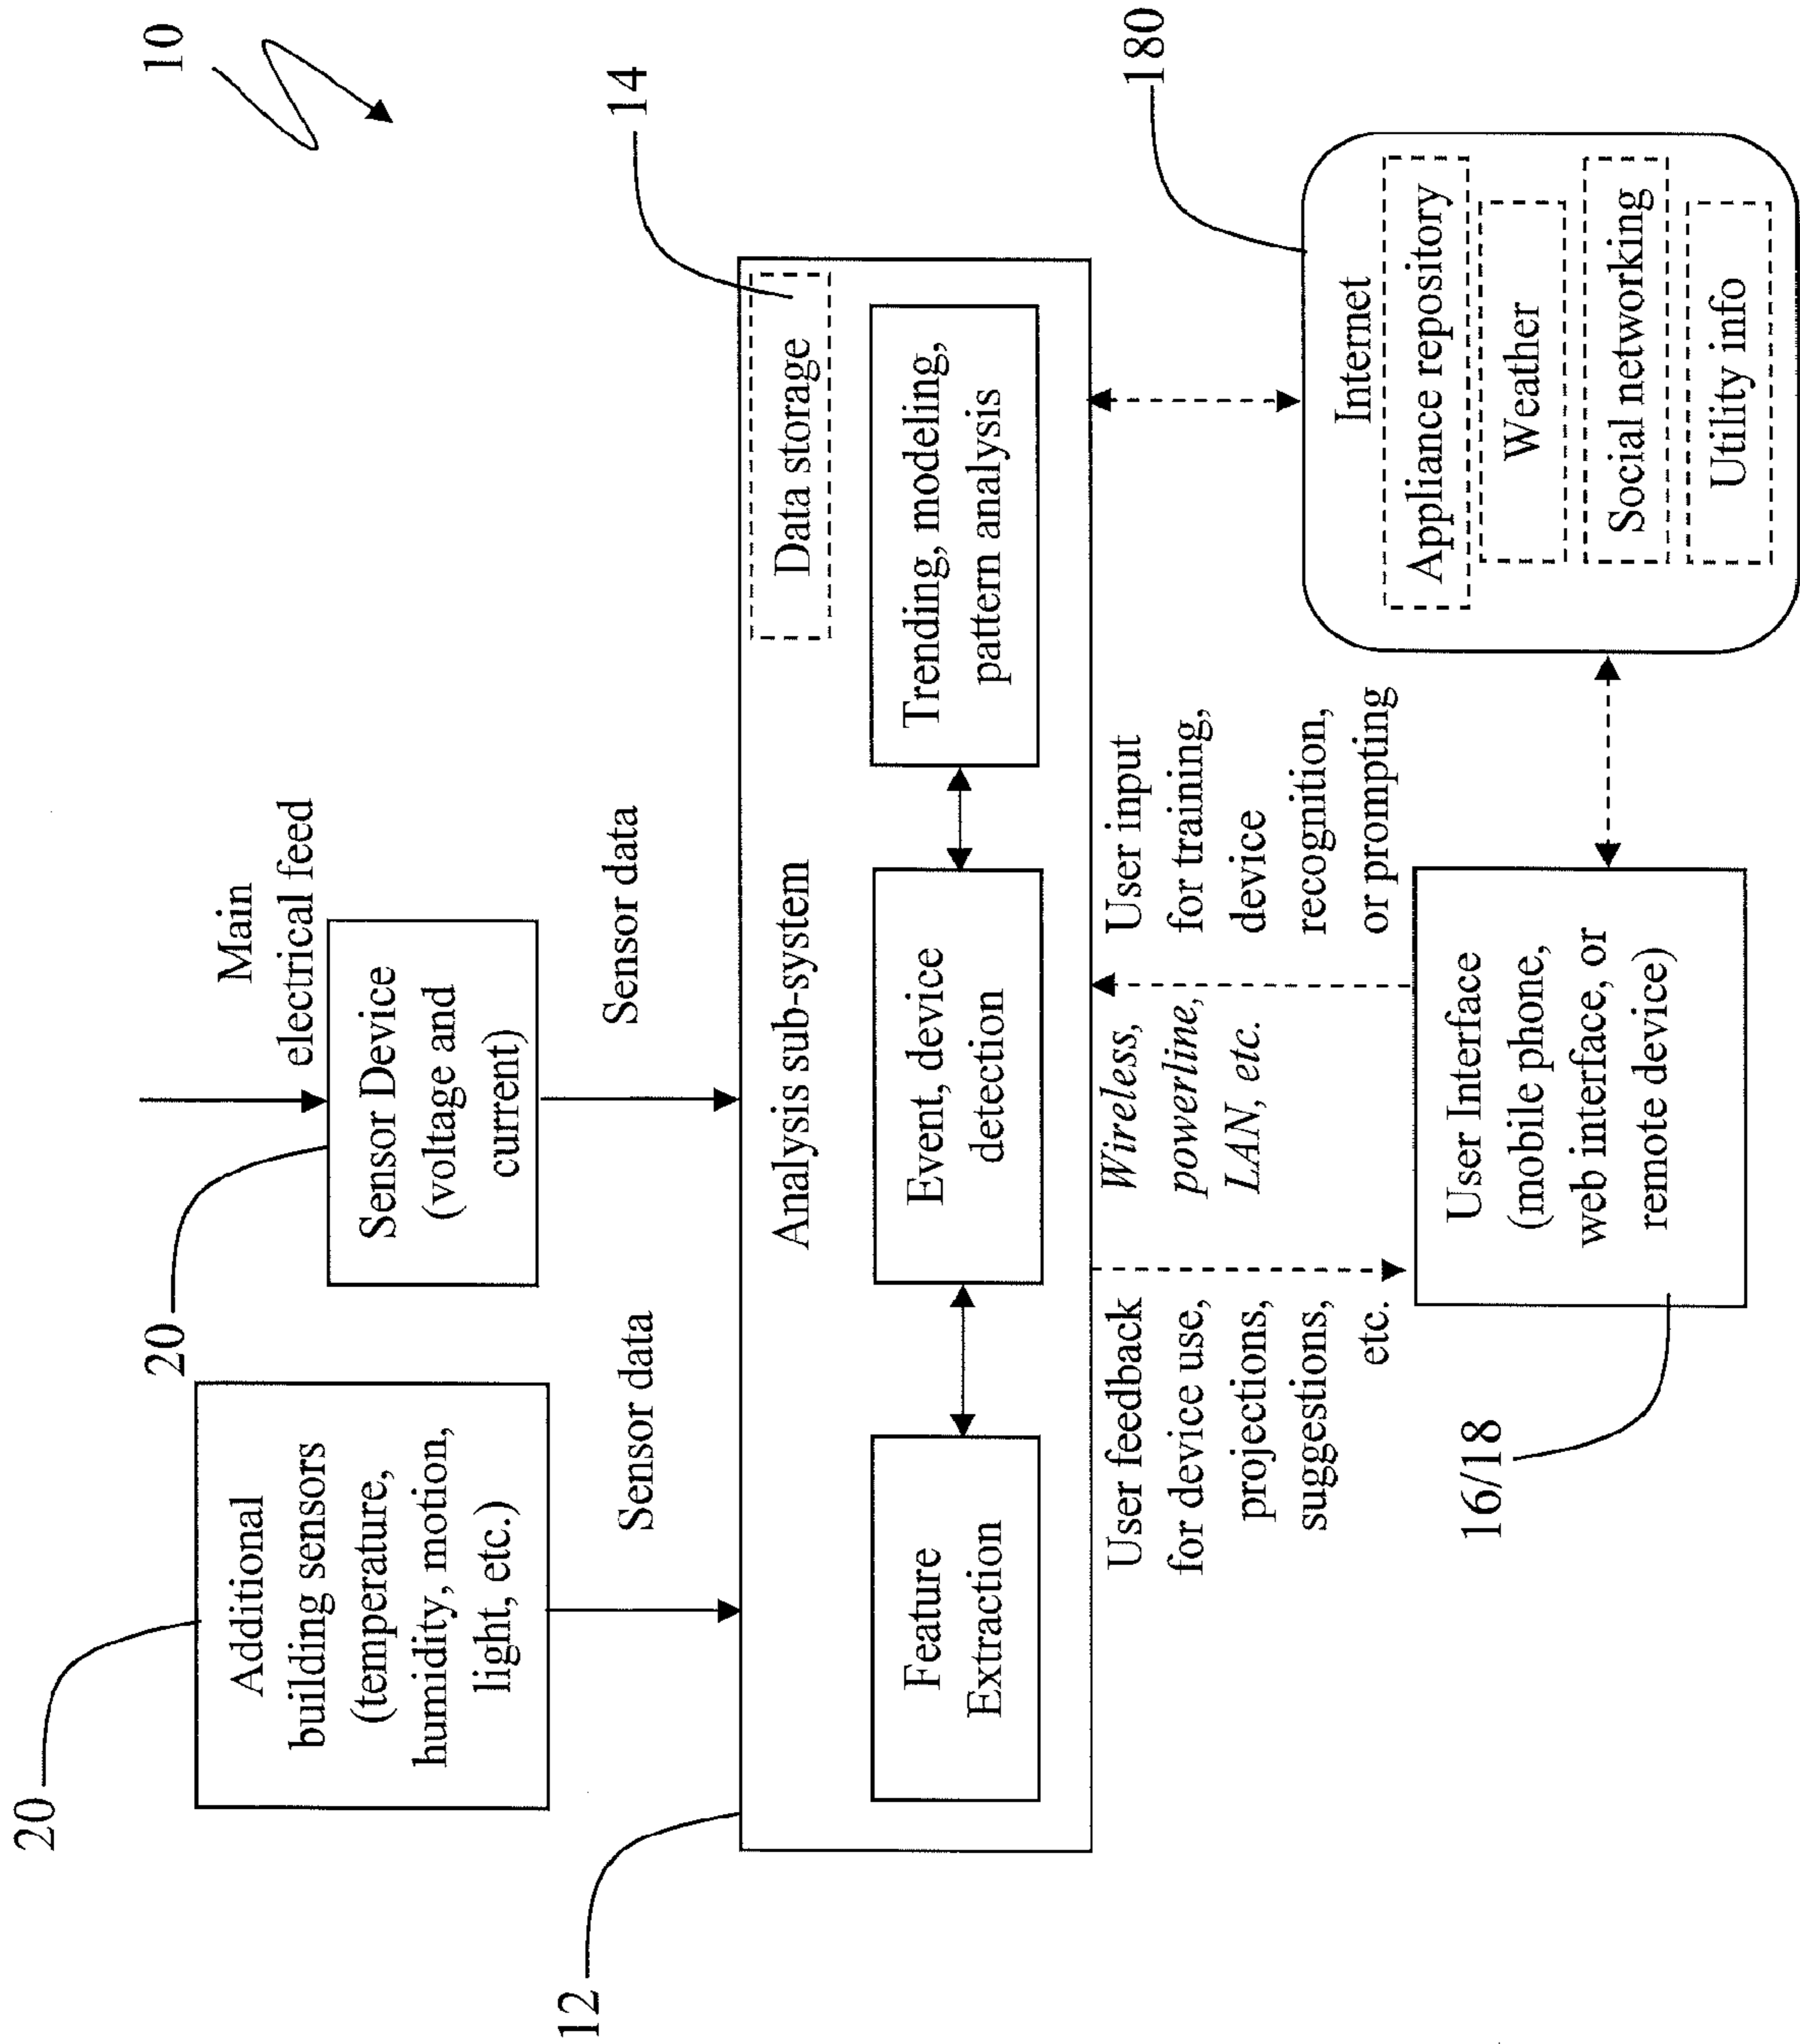 10
20
Additional
building sensors
(temperature,
humidity, motion,
light, etc.)
20
Main
electrical feed
Sensor Device
(voltage and
current)
Sensor data
Sensor data
12
14
Analysis sub-system
Data storage
Feature
Extraction
Event, device
detection
Trending, modeling,
pattern analysis
User feedback
for device use,
projections,
suggestions,
etc.
Wireless,
powerline,
LAN, etc.
User input
for training,
device
recognition,
or prompting
180
16/18
User Interface
(mobile phone,
web interface, or
remote device)
Internet
Appliance repository
Weather
Social networking
Utility info